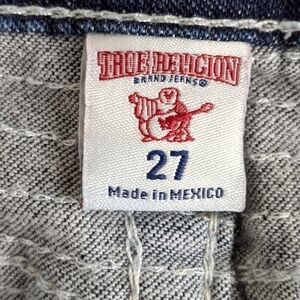 TRUE RELIGION
BRAND JEANS®
27
Made in MEXICO